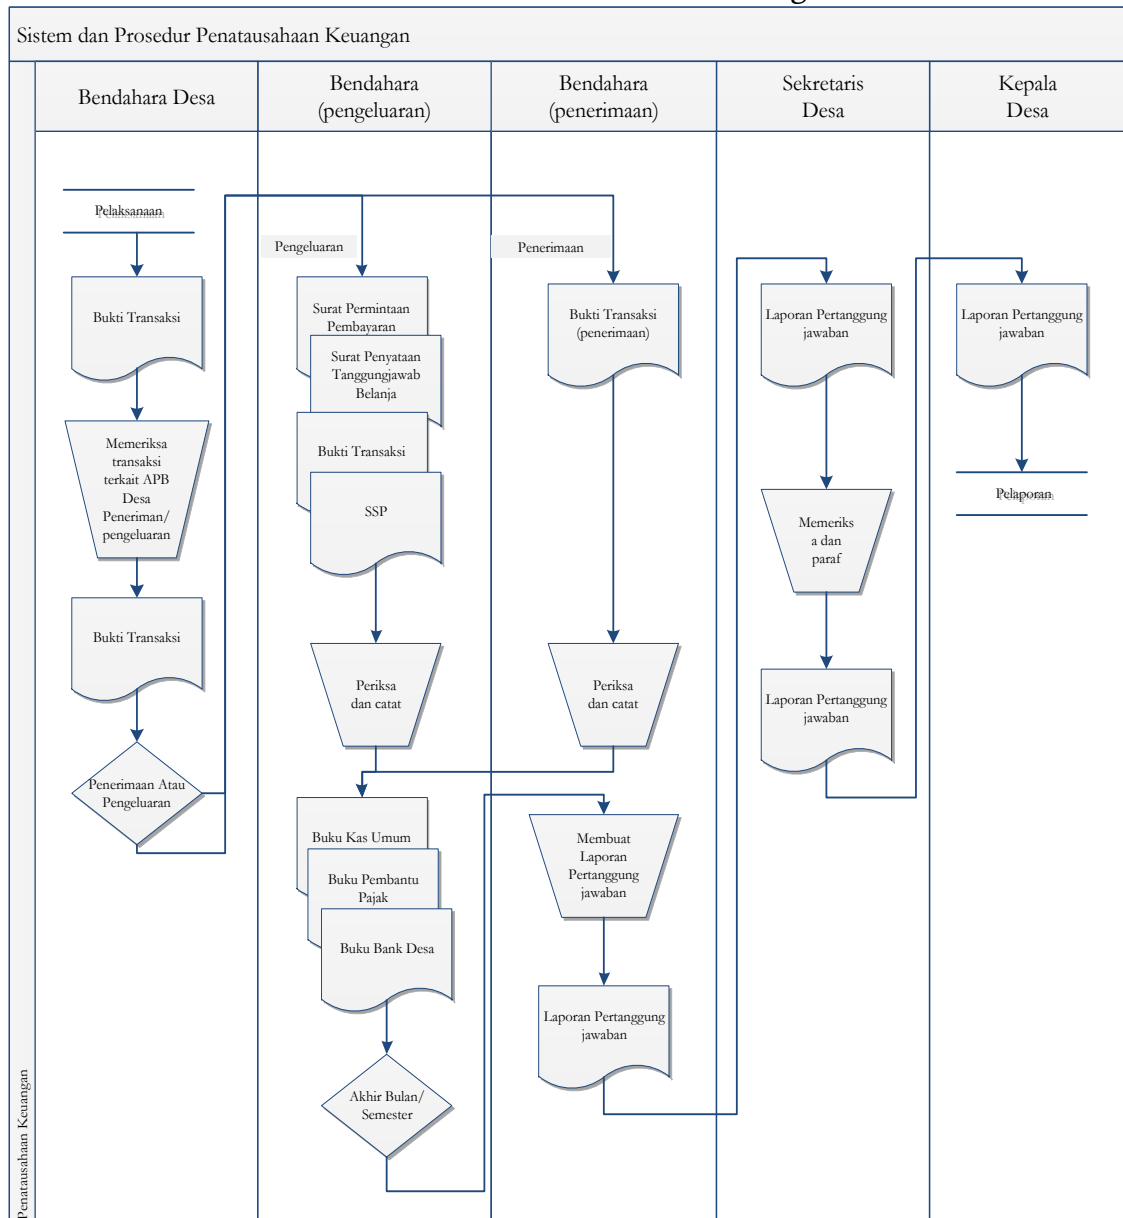 Sistem dan Prosedur Penatausahaan Keuangan
Bendahara Desa
Bendahara
(pengeluaran)
Bendahara
(penerimaan)
Sekretaris
Desa
Kepala
Desa
Pelaksanaan
Bukti Transaksi
Memeriksa
transaksi
terkait APB
Desa
Peneriman/
pengeluaran
Bukti Transaksi
Penerimaan Atau
Pengeluaran
Pengeluaran
Surat Permintaan
Pembayaran
Surat Penyataan
Tanggungjawab
Belanja
Bukti Transaksi
SSP
Periksa
dan catat
Buku Kas Umum
Buku Pembantu
Pajak
Buku Bank Desa
Akhir Bulan/
Semester
Penerimaan
Bukti Transaksi
(penerimaan)
Periksa
dan catat
Membuat
Laporan
Pertanggung
jawaban
Laporan Pertanggung
jawaban
Laporan Pertanggung
jawaban
Memeriks
a dan
paraf
Laporan Pertanggung
jawaban
Laporan Pertanggung
jawaban
Pelaporan
Penatausahaan Keuangan